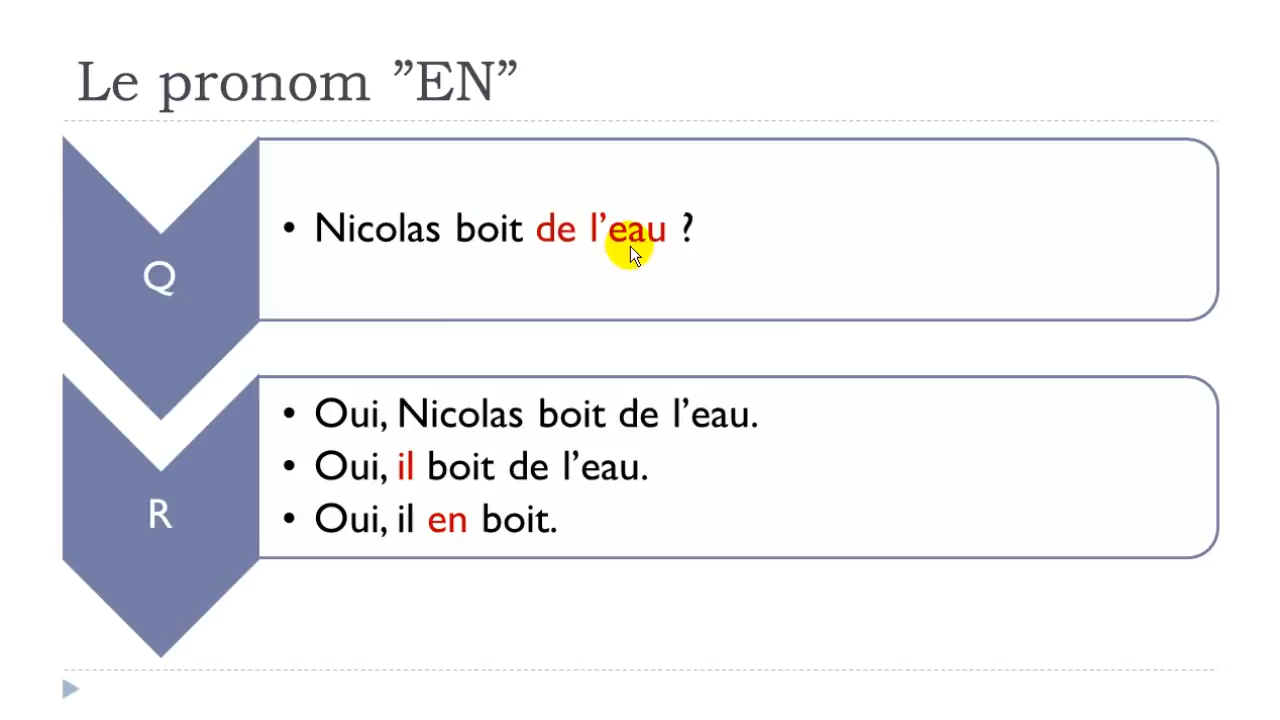 Le pronom ”EN”
Q
• Nicolas boit de l’eau ?
R
• Oui, Nicolas boit de l’eau.
• Oui, il boit de l’eau.
• Oui, il en boit.